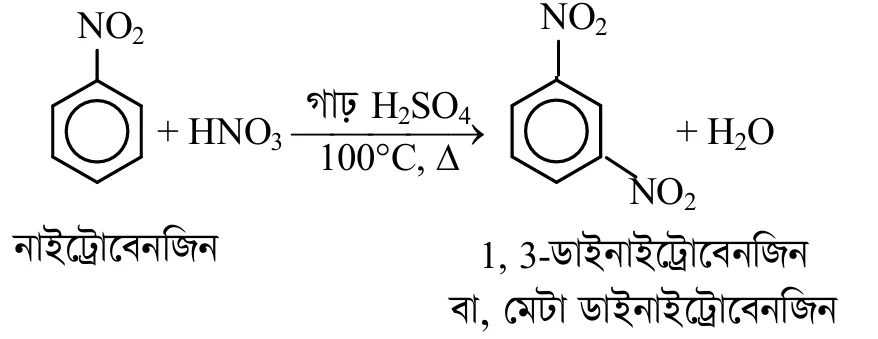 NO₂ NO₂
+ HNO₃ গাঢ় H₂SO₄ + H₂O
100°C, Δ
NO₂
নাইট্রোবেনজিন
1, 3-ডাইনাইট্রোবেনজিন
বা, মেটা ডাইনাইট্রোবেনজিন